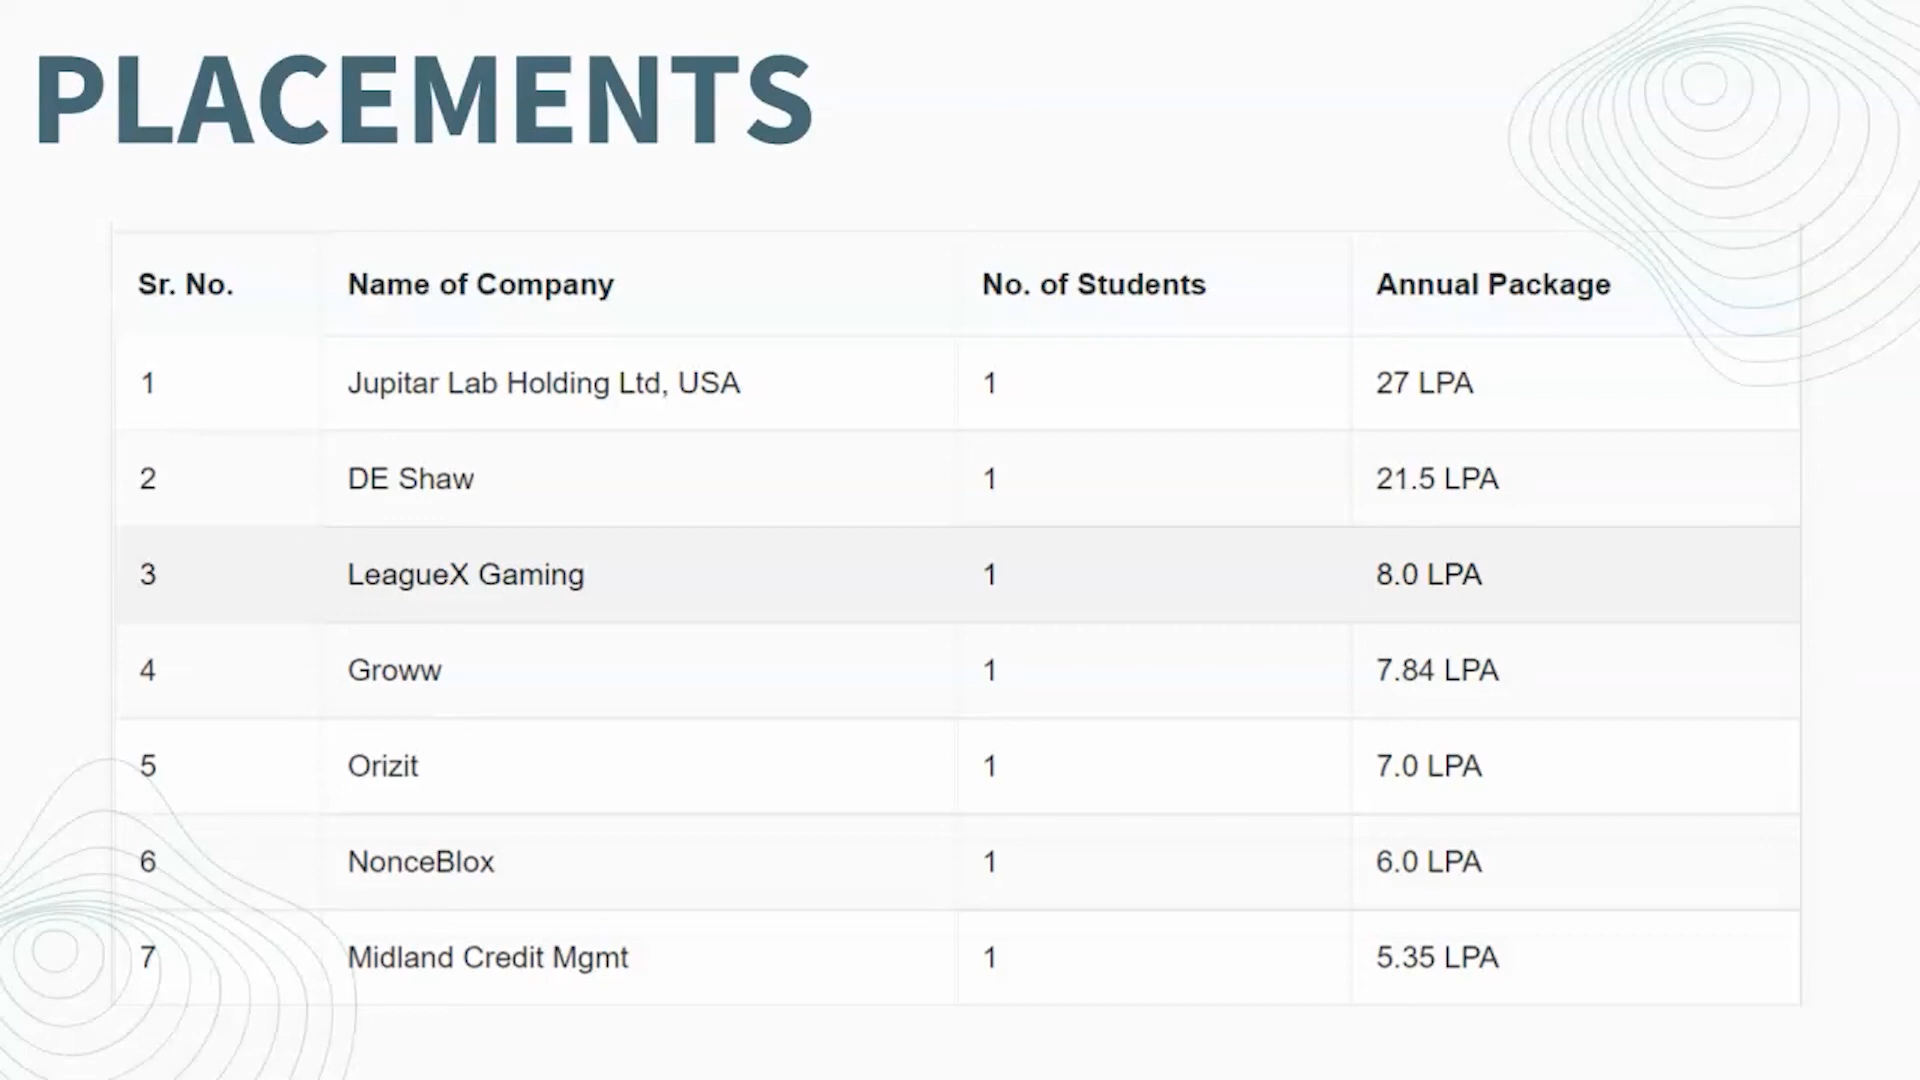 PLACEMENTS
Sr. No. Name of Company No. of Students Annual Package
1 Jupitar Lab Holding Ltd, USA 1 27 LPA
2 DE Shaw 1 21.5 LPA
3 LeagueX Gaming 1 8.0 LPA
4 Groww 1 7.84 LPA
5 Orizit 1 7.0 LPA
6 NonceBlox 1 6.0 LPA
7 Midland Credit Mgmt 1 5.35 LPA